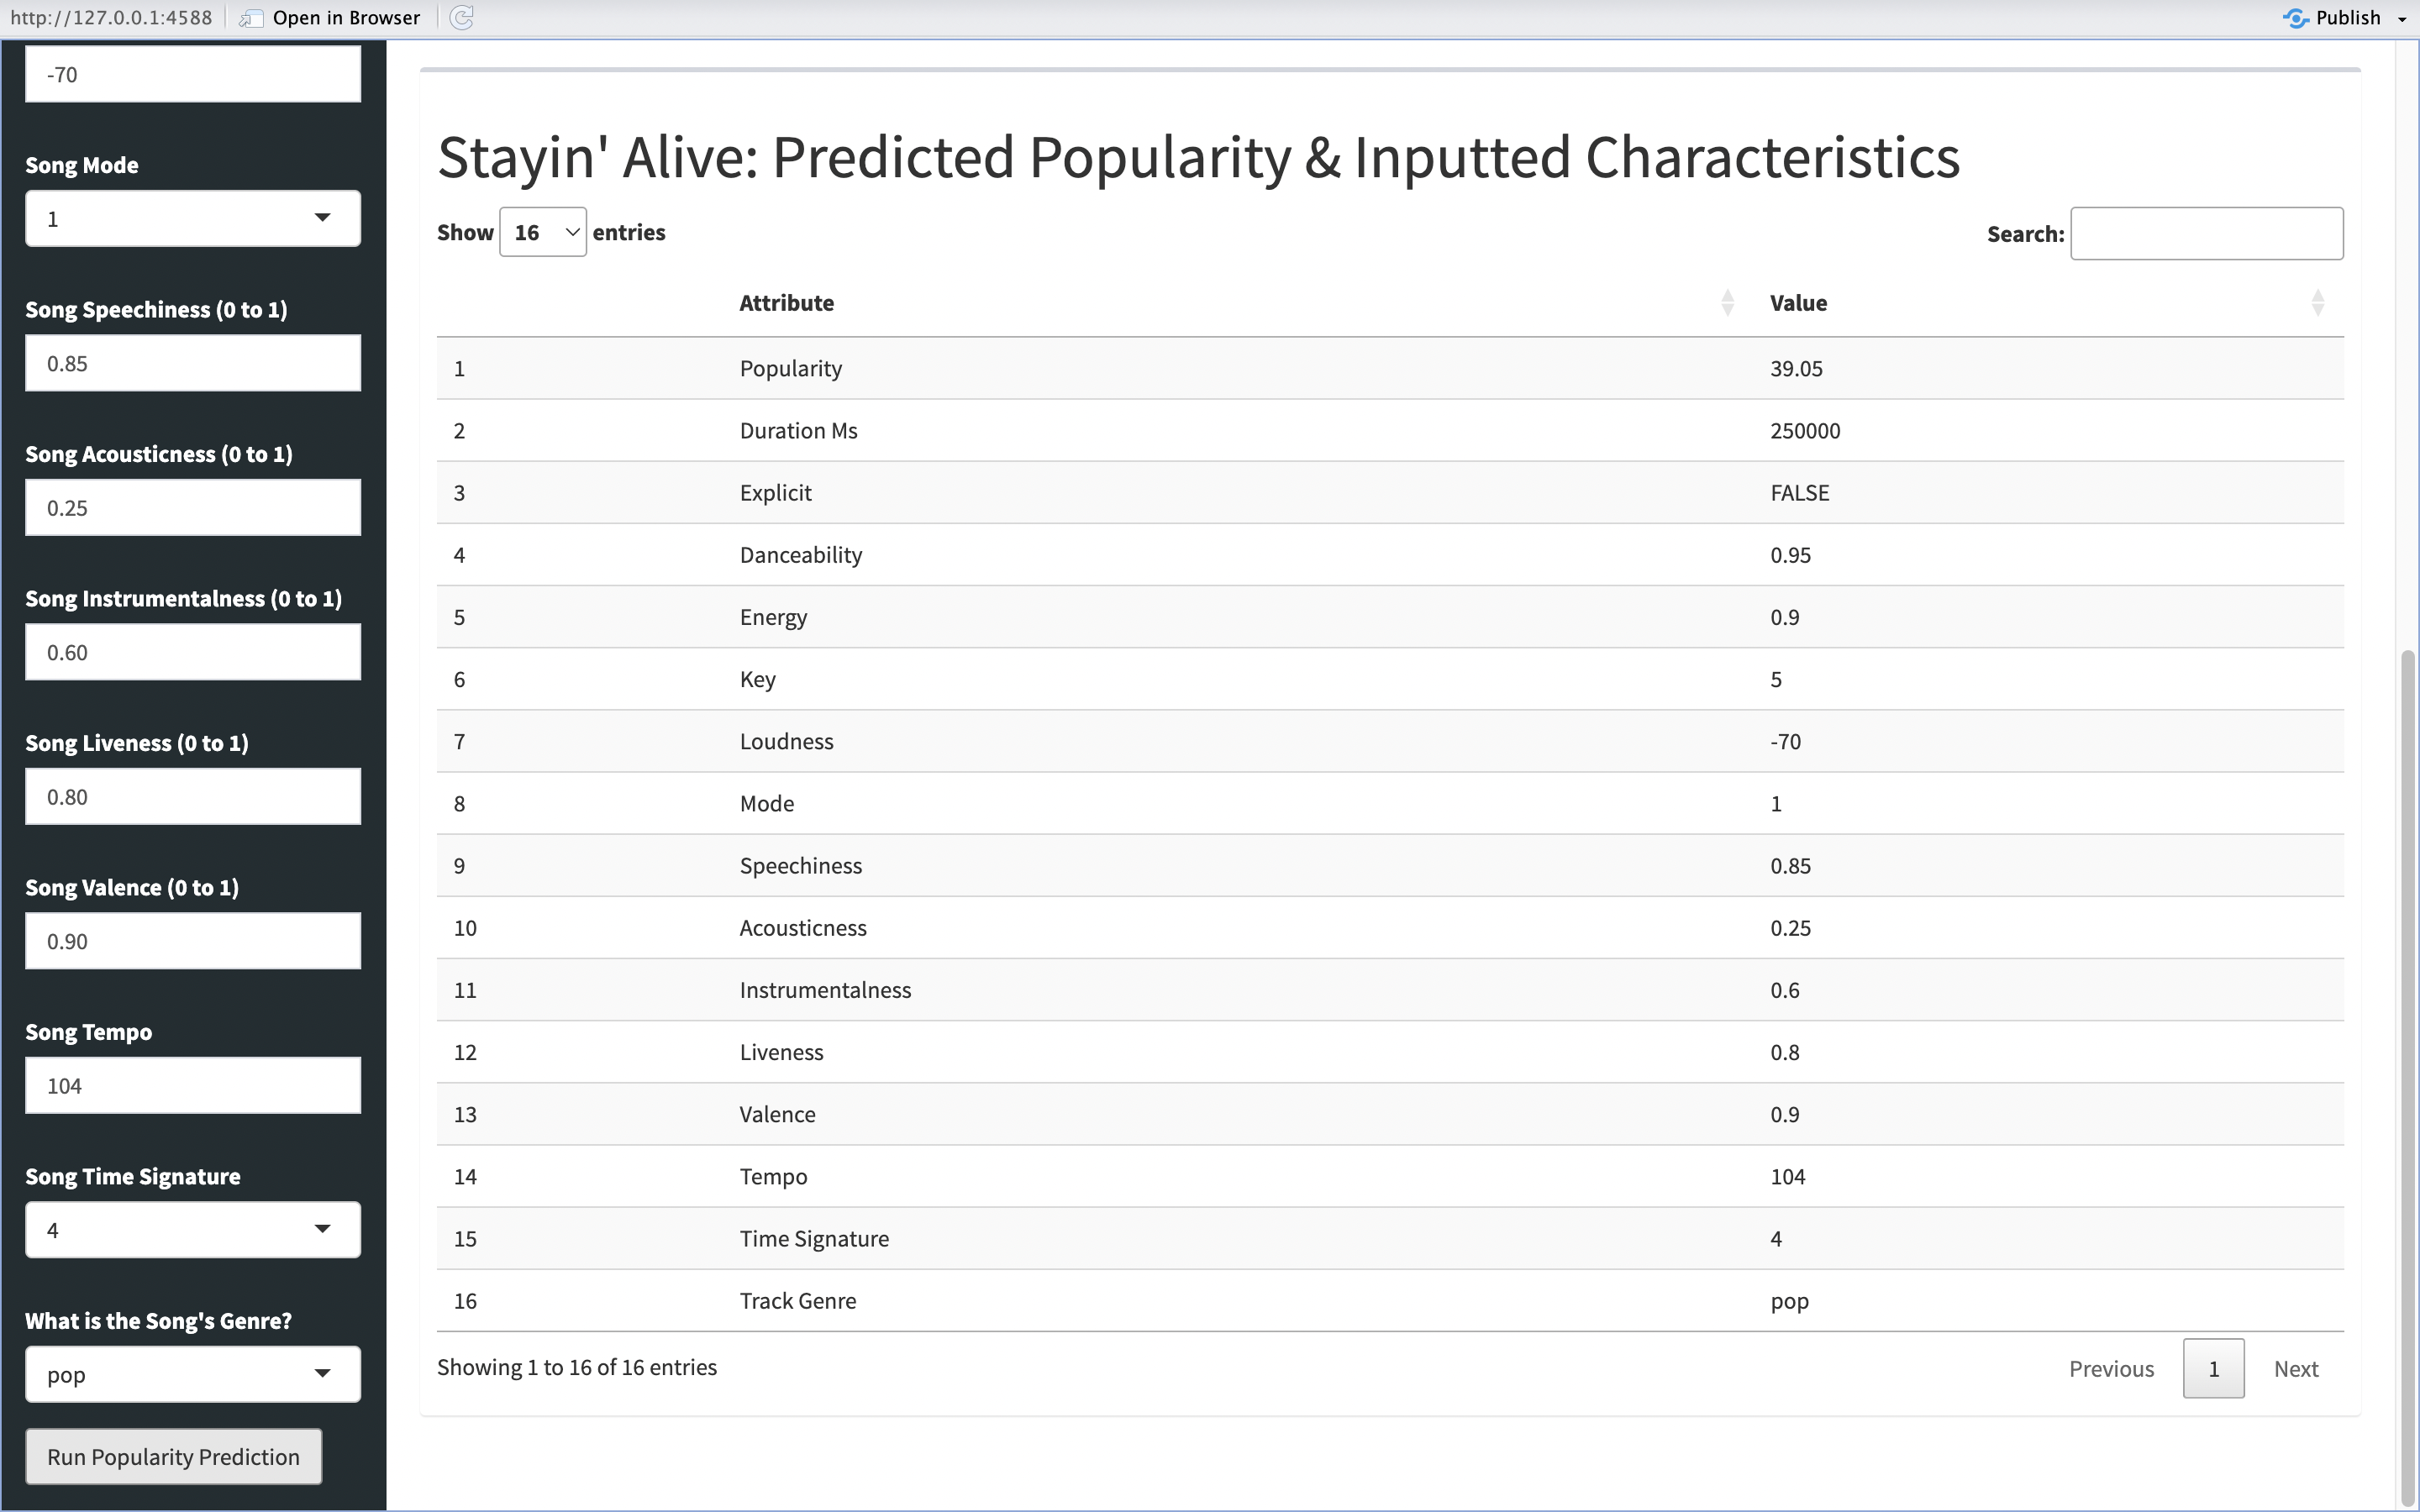 http://127.0.0.1:4588 Open in Browser Publish
-70
Song Mode
1
Song Speechiness (0 to 1)
0.85
Song Acousticness (0 to 1)
0.25
Song Instrumentalness (0 to 1)
0.60
Song Liveness (0 to 1)
0.80
Song Valence (0 to 1)
0.90
Song Tempo
104
Song Time Signature
4
What is the Song's Genre?
pop
Run Popularity Prediction
Stayin' Alive: Predicted Popularity & Inputted Characteristics
Show 16 entries Search:
Attribute Value
1 Popularity 39.05
2 Duration Ms 250000
3 Explicit FALSE
4 Danceability 0.95
5 Energy 0.9
6 Key 5
7 Loudness -70
8 Mode 1
9 Speechiness 0.85
10 Acousticness 0.25
11 Instrumentalness 0.6
12 Liveness 0.8
13 Valence 0.9
14 Tempo 104
15 Time Signature 4
16 Track Genre pop
Showing 1 to 16 of 16 entries Previous 1 Next